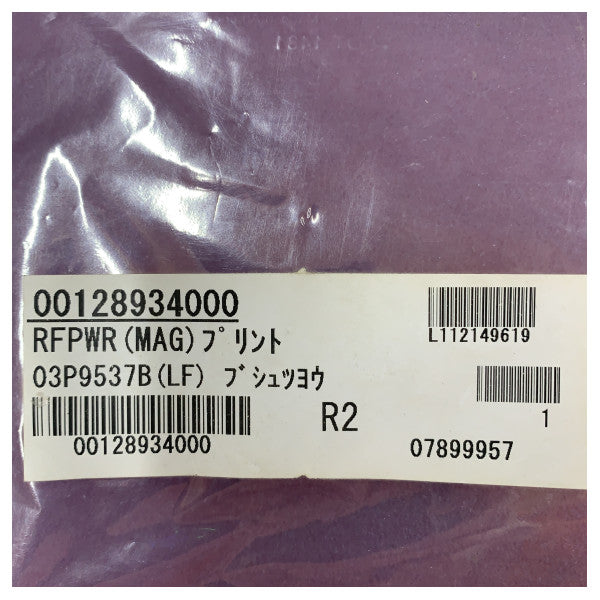 00128934000
RFPWR(MAG)ﾌﾟﾘﾝﾄ
03P9537B(LF) ﾌﾞｼｭﾂﾖｳ
00128934000
R2
L112149619
1
07899957